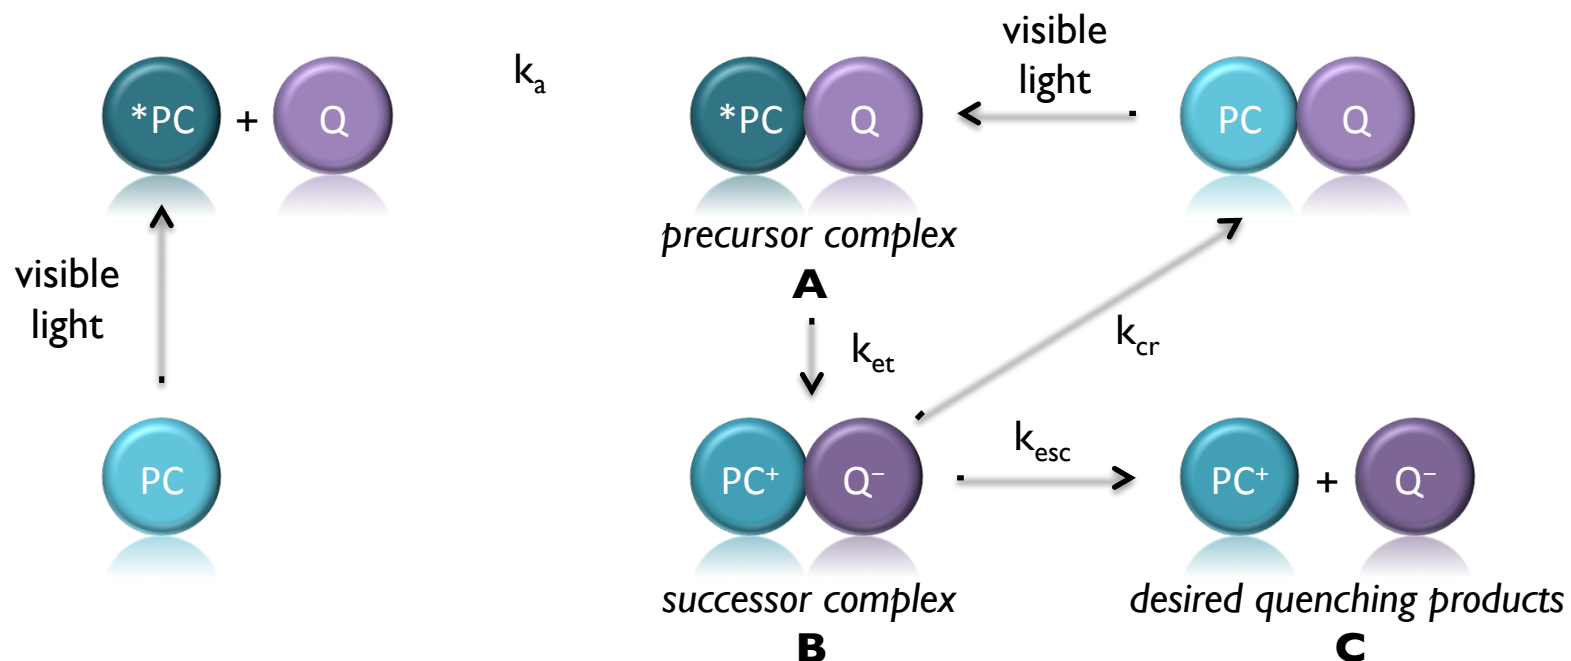 visible
light
*PC + Q
k_a
*PC Q
PC Q
precursor complex
A
visible
light
k_et
k_cr
PC
PC⁺ Q⁻
k_esc
PC⁺ + Q⁻
successor complex
B
desired quenching products
C